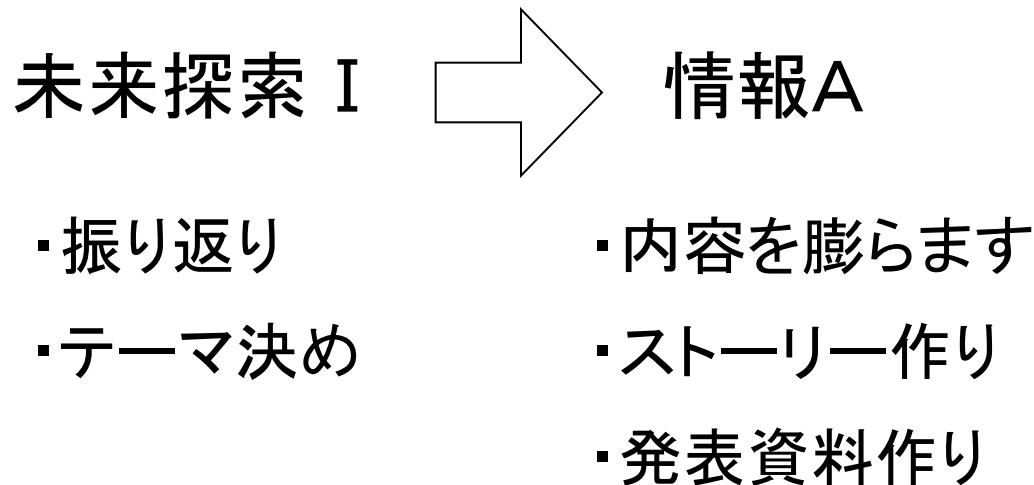 未来探索Ⅰ
・振り返り
・テーマ決め
情報A
・内容を膨らます
・ストーリー作り
・発表資料作り